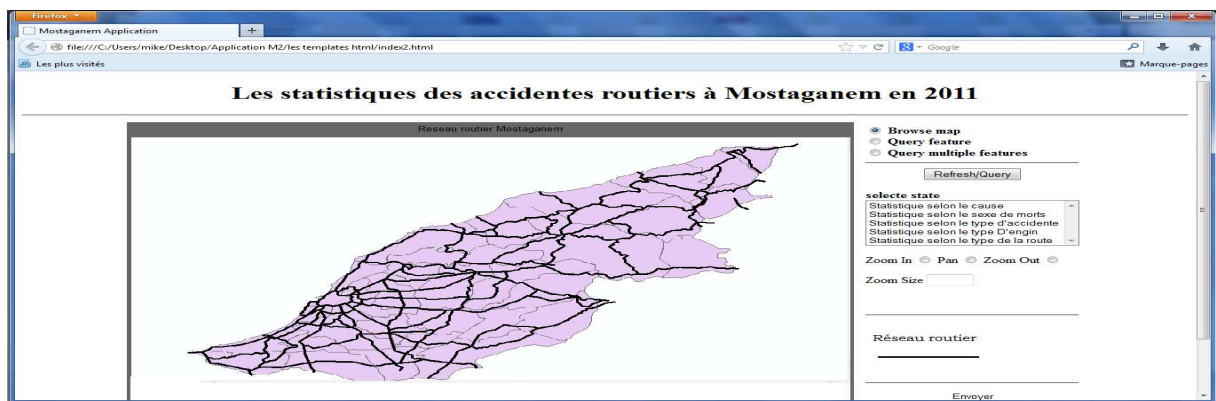 Firefox
Mostaganem Application
file:///C:/Users/mike/Desktop/Application M2/les templates html/index2.html
Google
Les plus visités
Marque-pages
Les statistiques des accidentes routiers à Mostaganem en 2011
Reseau routier Mostaganem
Browse map
Query feature
Query multiple features
Refresh/Query
selecte state
Statistique selon le cause
Statistique selon le sexe de morts
Statistique selon le type d'accidente
Statistique selon le type D'engin
Statistique selon le type de la route
Zoom In Pan Zoom Out
Zoom Size
Réseau routier
Envoyer